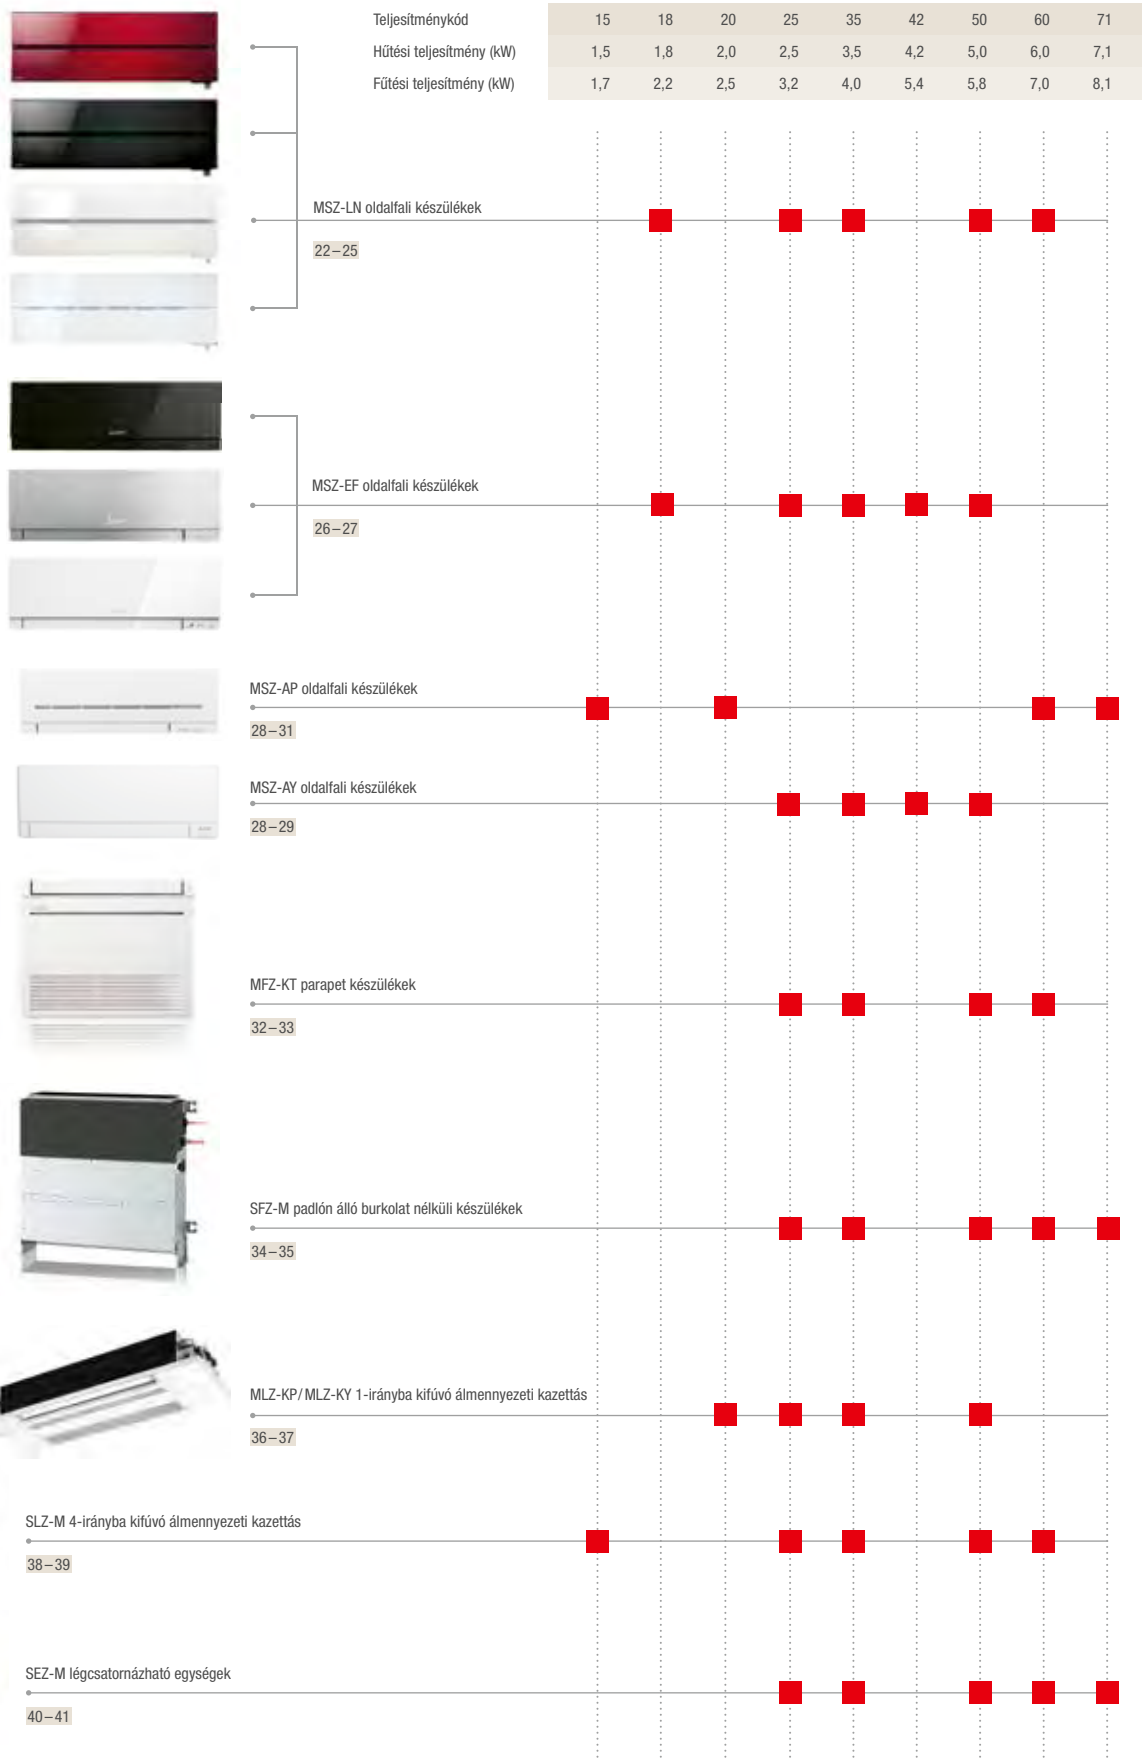 Teljesítménykód 15 18 20 25 35 42 50 60 71
Hűtési teljesítmény (kW) 1,5 1,8 2,0 2,5 3,5 4,2 5,0 6,0 7,1
Fűtési teljesítmény (kW) 1,7 2,2 2,5 3,2 4,0 5,4 5,8 7,0 8,1
MSZ-LN oldalfali készülékek
22–25
MSZ-EF oldalfali készülékek
26–27
MSZ-AP oldalfali készülékek
28–31
MSZ-AY oldalfali készülékek
28–29
MFZ-KT parapet készülékek
32–33
SFZ-M padlón álló burkolat nélküli készülékek
34–35
MLZ-KP/MLZ-KY 1-irányba kifúvó álmennyezeti kazettás
36–37
SLZ-M 4-irányba kifúvó álmennyezeti kazettás
38–39
SEZ-M légcsatornázható egységek
40–41